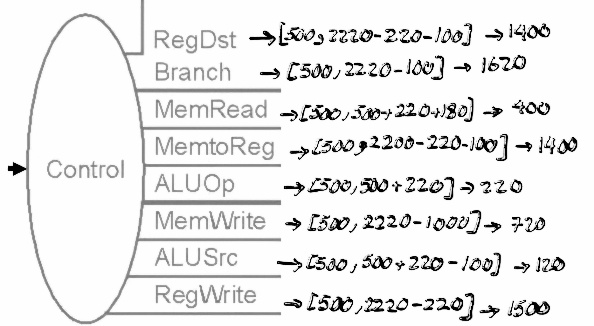 RegDst →[500, 2220-220-100] → 1400
Branch → [500, 2220-100] → 1620
MemRead →[500, 500+220+180] → 400
Control
MemtoReg →[500, 2200-220-100] → 1400
ALUOp →[500, 500+220] → 220
MemWrite → [500, 2220-1000] → 720
ALUSrc →[500, 500+220-100] → 120
RegWrite →[500, 2220-220] → 1500